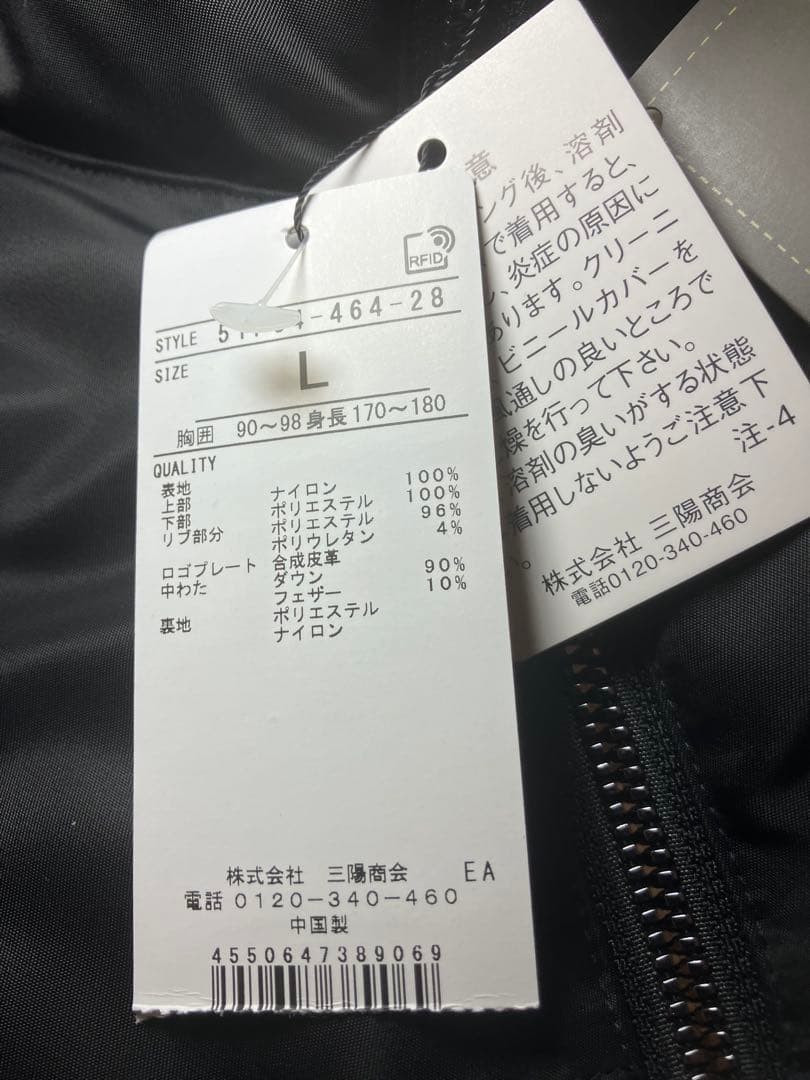 RFID
STYLE 51 -464-28
SIZE
L
胸囲 90～98 身長 170～180
QUALITY
表地 ナイロン 100%
上部 ポリエステル 100%
下部 ポリエステル 96%
リブ部分 ポリウレタン 4%
ロゴプレート 合成皮革
中わた ダウン 90%
フェザー 10%
裏地 ポリエステル
ナイロン
株式会社 三陽商会 EA
電話 0120-340-460
中国製
4550647389069
意
ング後、溶剤
で着用すると、
、炎症の原因に
あります。クリーニ
ビニールカバーを
通しの良いところで
燥を行って下さい。
溶剤の臭いがする状態
着用しないようご注意下
。
注-4
株式会社 三陽商会
電話0120-340-460